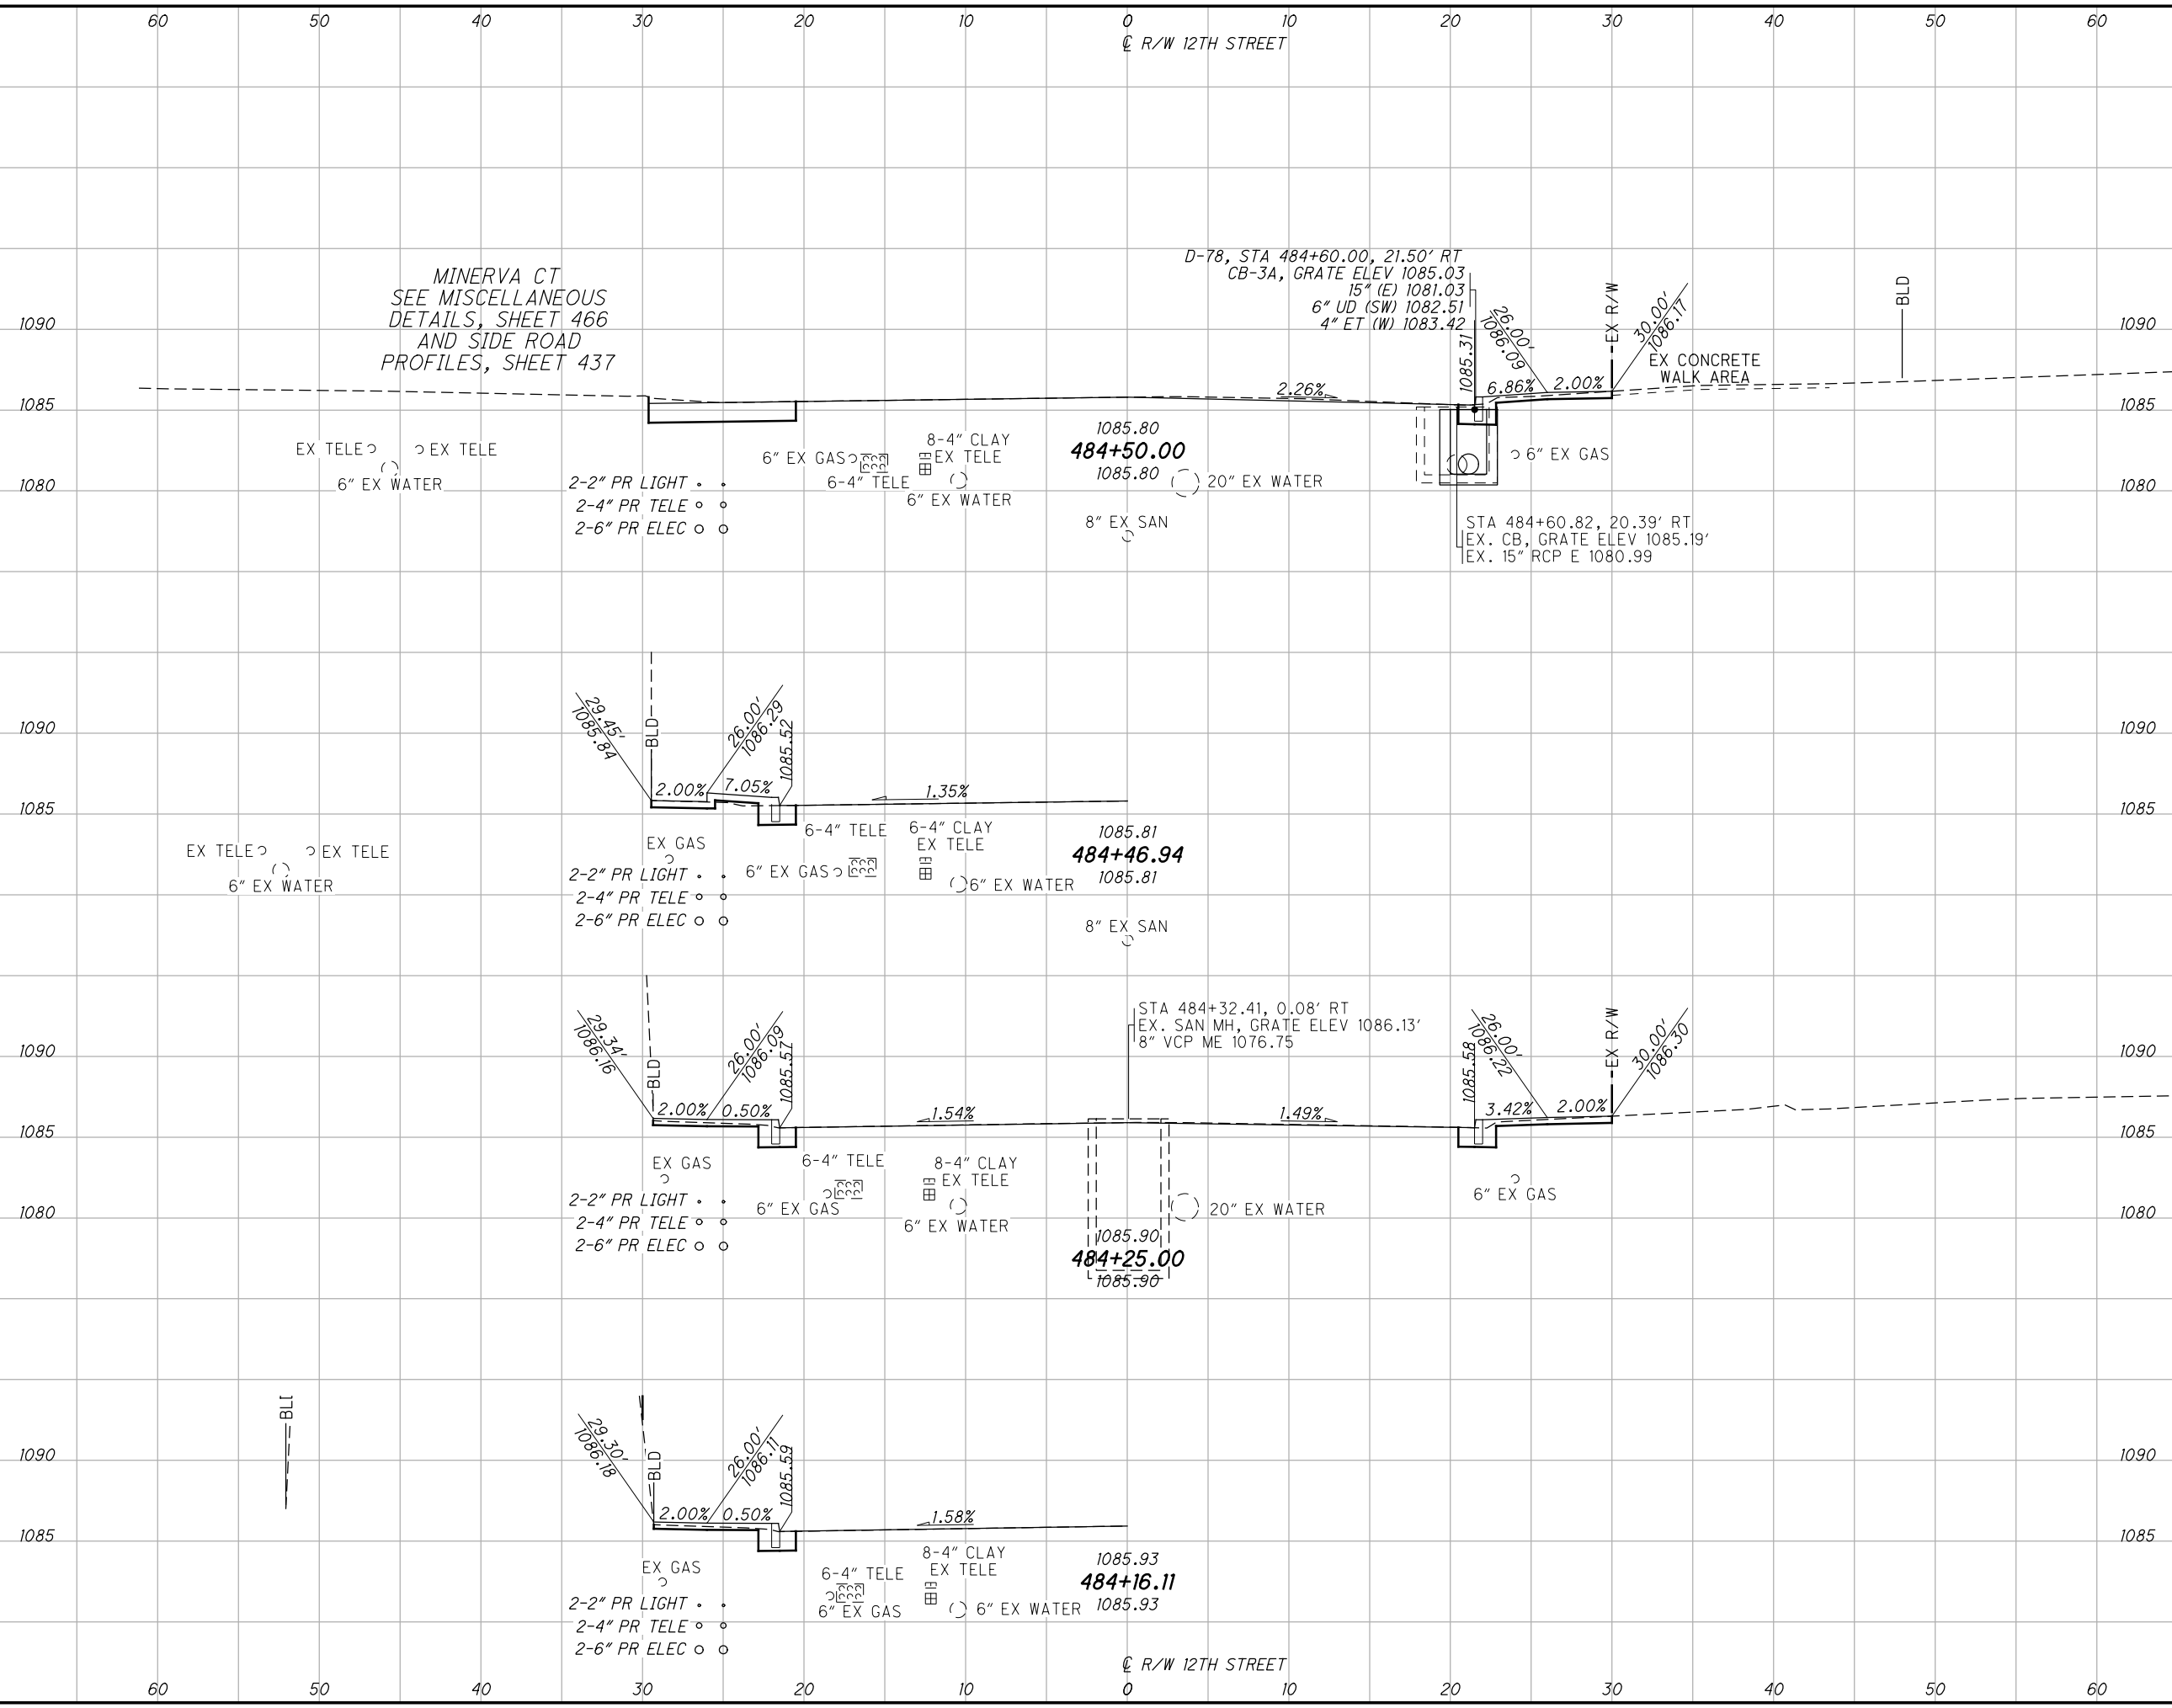 60 50 40 30 20 10 0 10 20 30 40 50 60
℄ R/W 12TH STREET
D-78, STA 484+60.00, 21.50' RT
CB-3A, GRATE ELEV 1085.03
15" (E) 1081.03
6" UD (SW) 1082.51
4" ET (W) 1083.42
MINERVA CT
SEE MISCELLANEOUS
DETAILS, SHEET 466
AND SIDE ROAD
PROFILES, SHEET 437
1090
1085.31
26.00'
1086.09
EX R/W
30.00'
1086.17
BLD
1090
EX CONCRETE
WALK AREA
2.26%
6.86%
2.00%
1085
1085
1085.80
484+50.00
1085.80
EX TELE
EX TELE
6" EX WATER
6" EX GAS
6-4" TELE
8-4" CLAY
EX TELE
6" EX WATER
20" EX WATER
6" EX GAS
1080
1080
2-2" PR LIGHT
2-4" PR TELE
2-6" PR ELEC
8" EX SAN
STA 484+60.82, 20.39' RT
EX. CB, GRATE ELEV 1085.19'
EX. 15" RCP E 1080.99
1090
29.45'
1085.84
BLD
26.00'
1086.29
1085.52
1090
2.00%
7.05%
1.35%
1085
1085
6-4" TELE
6-4" CLAY
EX TELE
1085.81
484+46.94
1085.81
EX TELE
EX TELE
6" EX WATER
EX GAS
6" EX GAS
6" EX WATER
2-2" PR LIGHT
2-4" PR TELE
2-6" PR ELEC
8" EX SAN
STA 484+32.41, 0.08' RT
EX. SAN MH, GRATE ELEV 1086.13'
8" VCP ME 1076.75
1090
29.34'
1086.16
BLD
26.00'
1086.09
1085.57
1085.58
26.00'
1086.22
EX R/W
30.00'
1086.30
1090
2.00%
0.50%
1.54%
1.49%
3.42%
2.00%
1085
1085
EX GAS
6-4" TELE
8-4" CLAY
EX TELE
6" EX GAS
6" EX WATER
20" EX WATER
6" EX GAS
1080
1080
2-2" PR LIGHT
2-4" PR TELE
2-6" PR ELEC
1085.90
484+25.00
1085.90
BLD
1090
29.30'
1086.18
BLD
26.00'
1086.11
1085.59
1090
2.00%
0.50%
1.58%
1085
1085
EX GAS
6-4" TELE
6" EX GAS
8-4" CLAY
EX TELE
6" EX WATER
1085.93
484+16.11
1085.93
2-2" PR LIGHT
2-4" PR TELE
2-6" PR ELEC
℄ R/W 12TH STREET
60 50 40 30 20 10 0 10 20 30 40 50 60